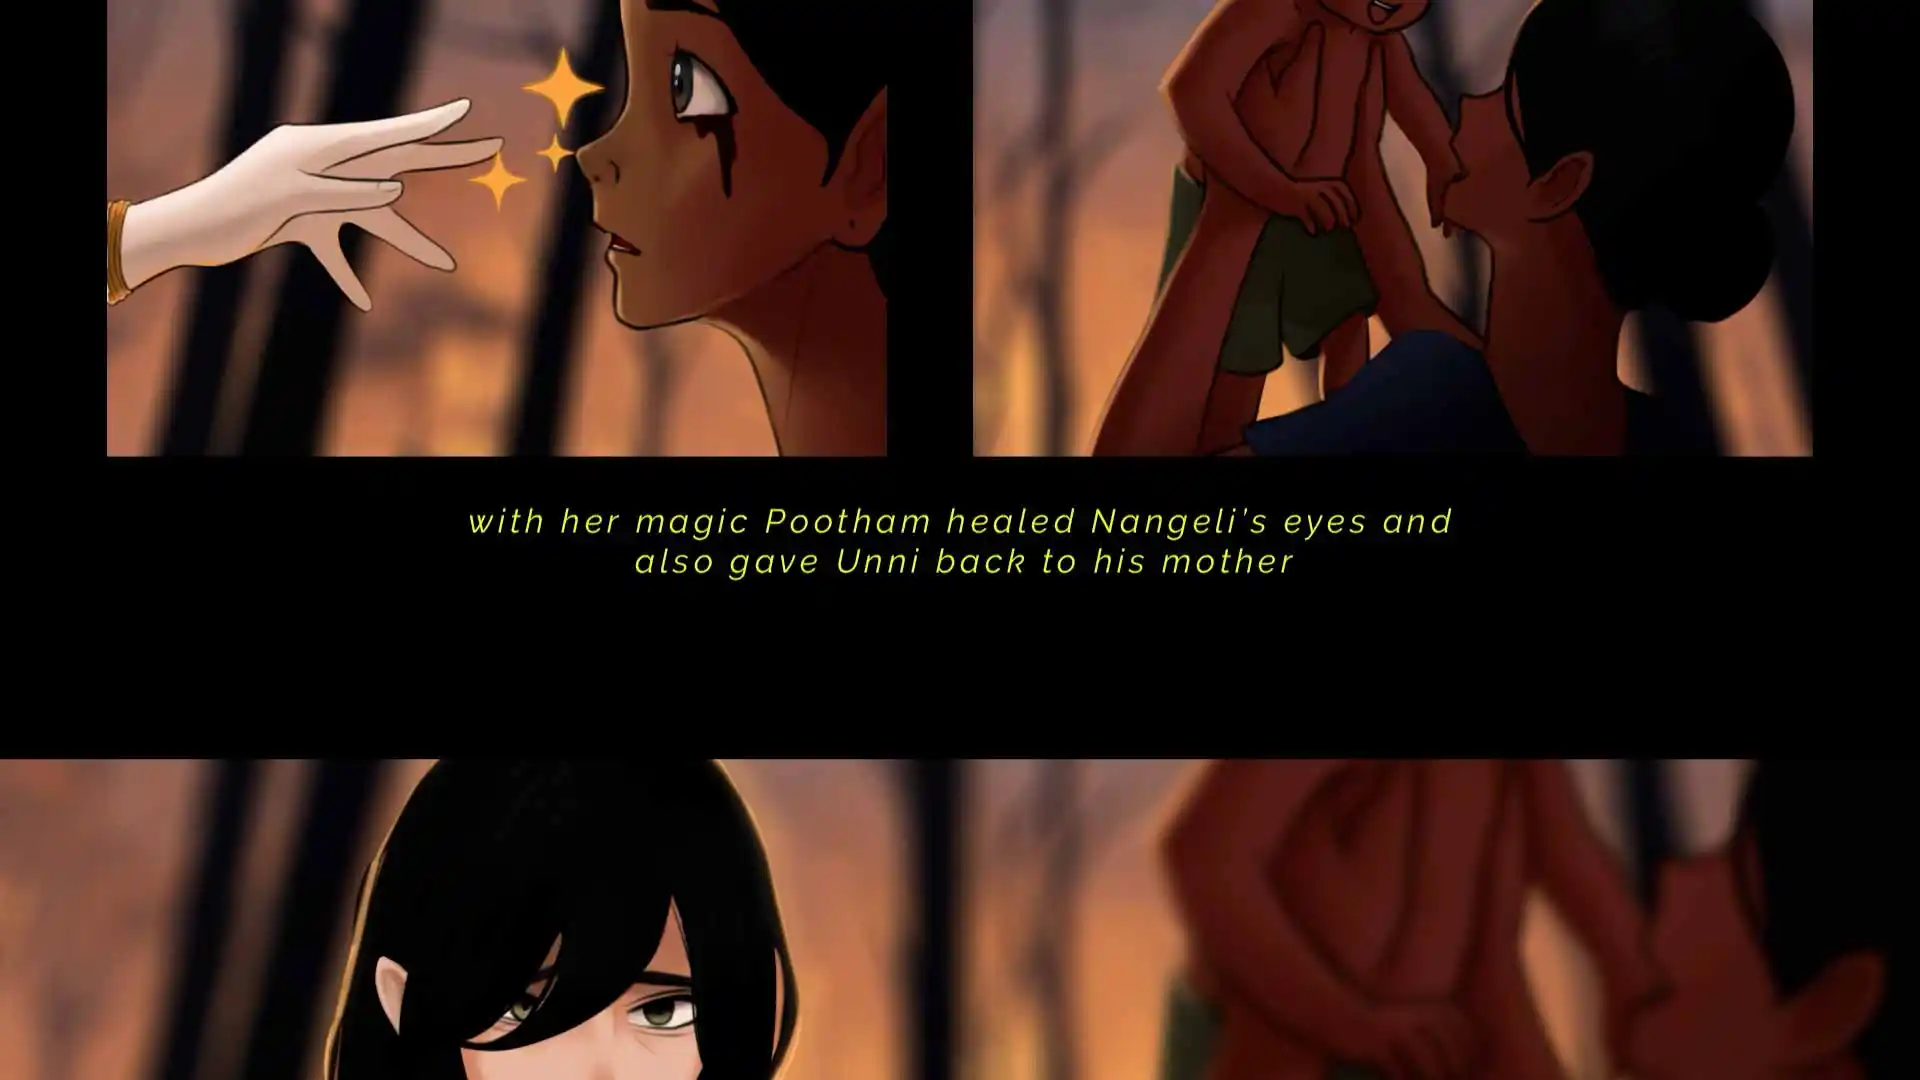 with her magic Pootham healed Nangeli's eyes and
also gave Unni back to his mother